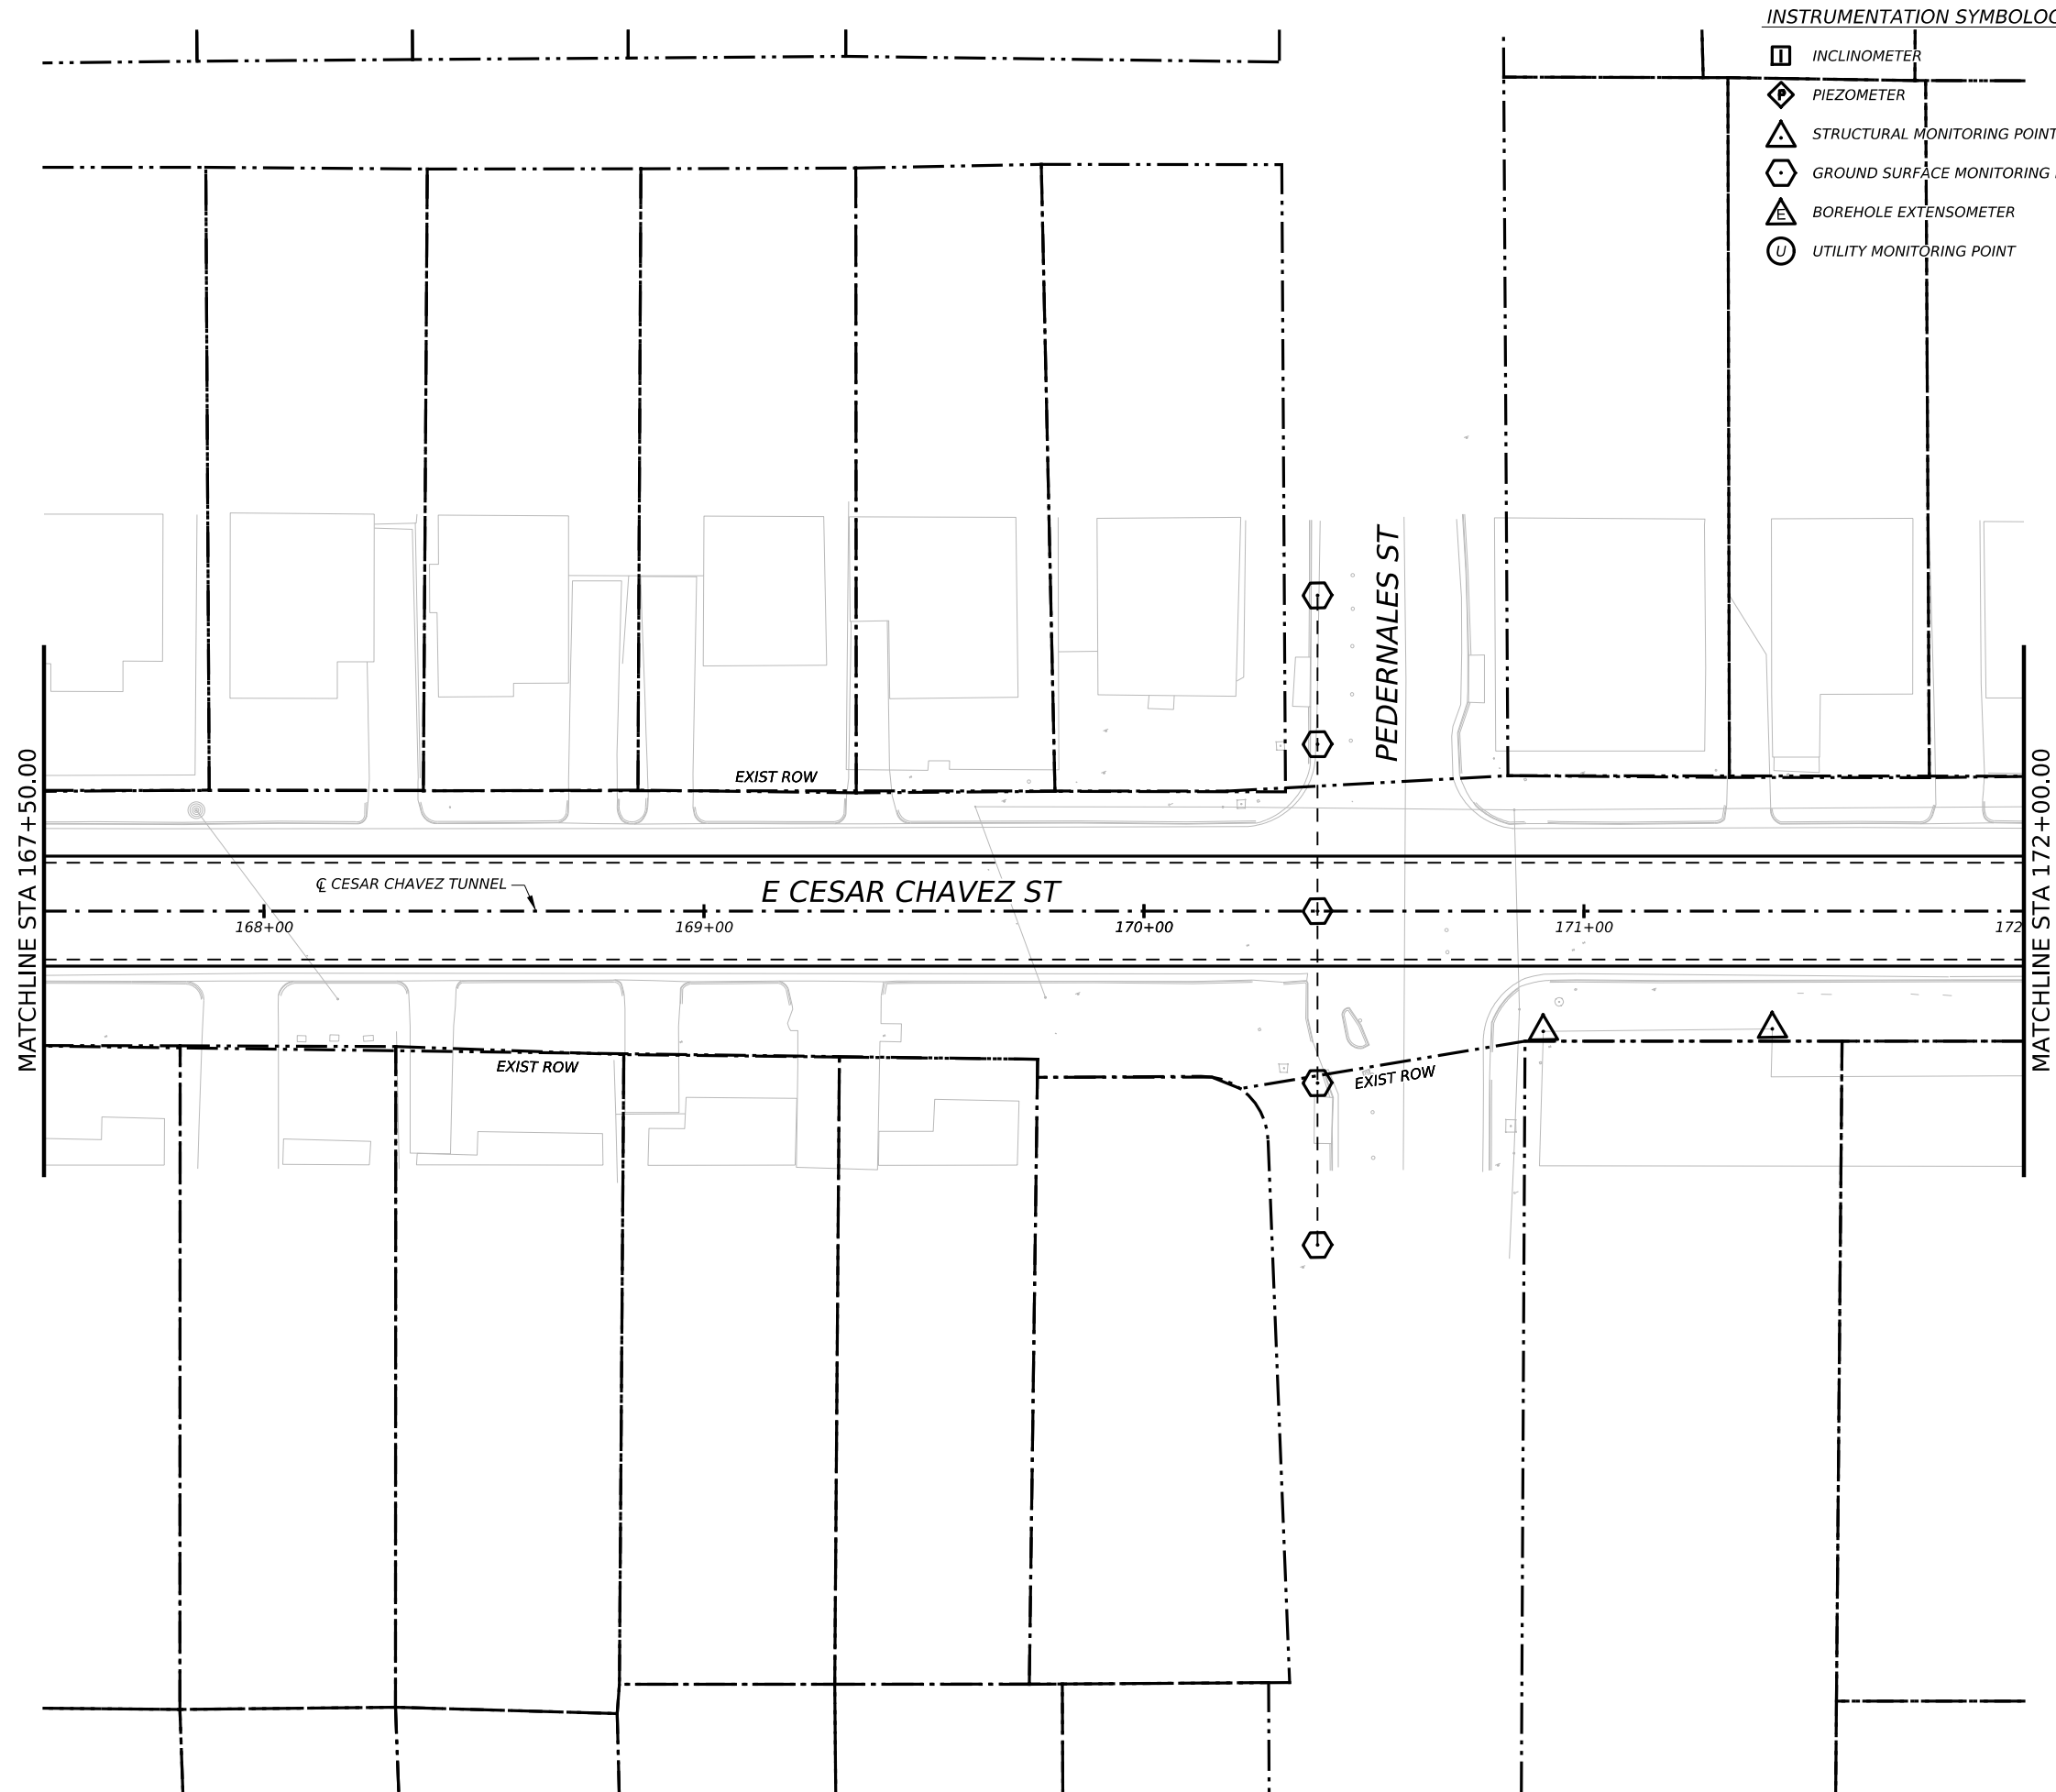 INSTRUMENTATION SYMBOLOG
I INCLINOMETER
P PIEZOMETER
STRUCTURAL MONITORING POINT
GROUND SURFACE MONITORING
E BOREHOLE EXTENSOMETER
U UTILITY MONITORING POINT
PEDERNALES ST
EXIST ROW
MATCHLINE STA 167+50.00
MATCHLINE STA 172+00.00
℄ CESAR CHAVEZ TUNNEL
E CESAR CHAVEZ ST
168+00
169+00
170+00
171+00
172
EXIST ROW
EXIST ROW